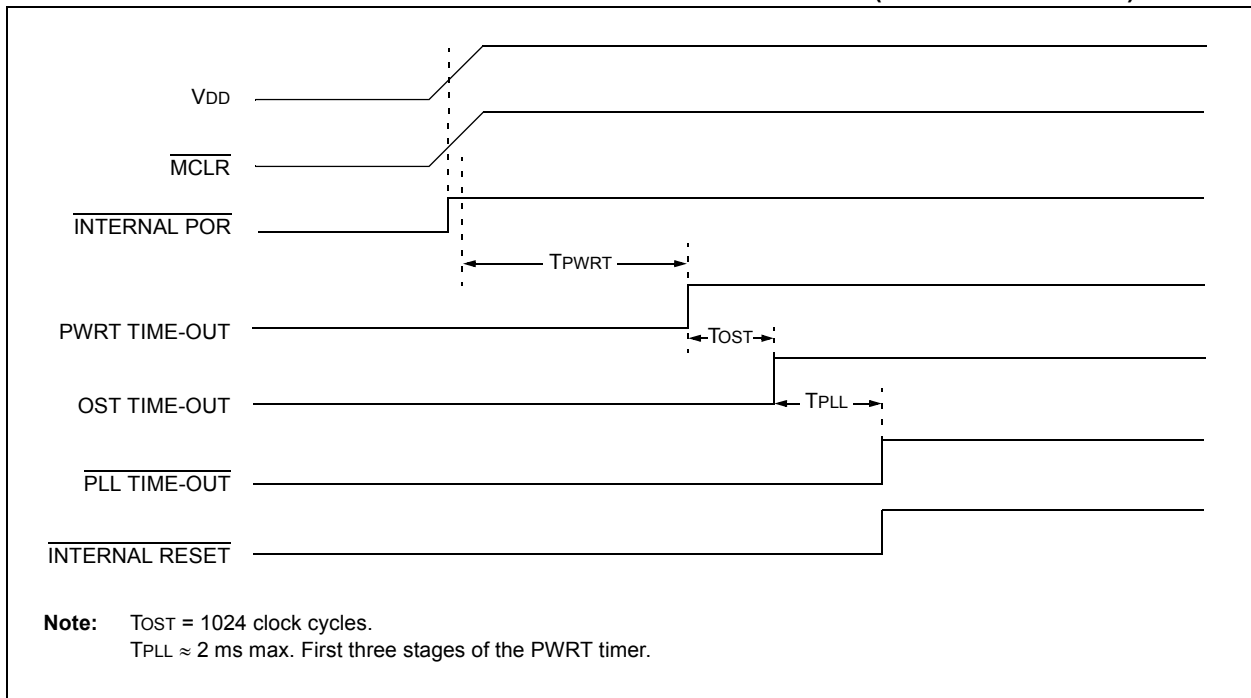 VDD
MCLR
INTERNAL POR
TPWRT
PWRT TIME-OUT
TOST
OST TIME-OUT
TPLL
PLL TIME-OUT
INTERNAL RESET
Note: TOST = 1024 clock cycles.
TPLL ≈ 2 ms max. First three stages of the PWRT timer.